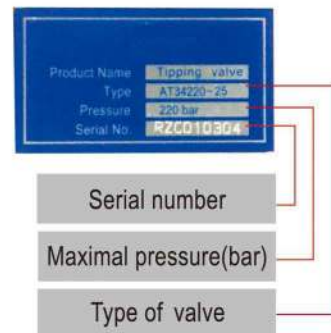 Product Name Tipping valve
Type AT34220-25
Pressure 220 bar
Serial No. RZC010304
Serial number
Maximal pressure(bar)
Type of valve